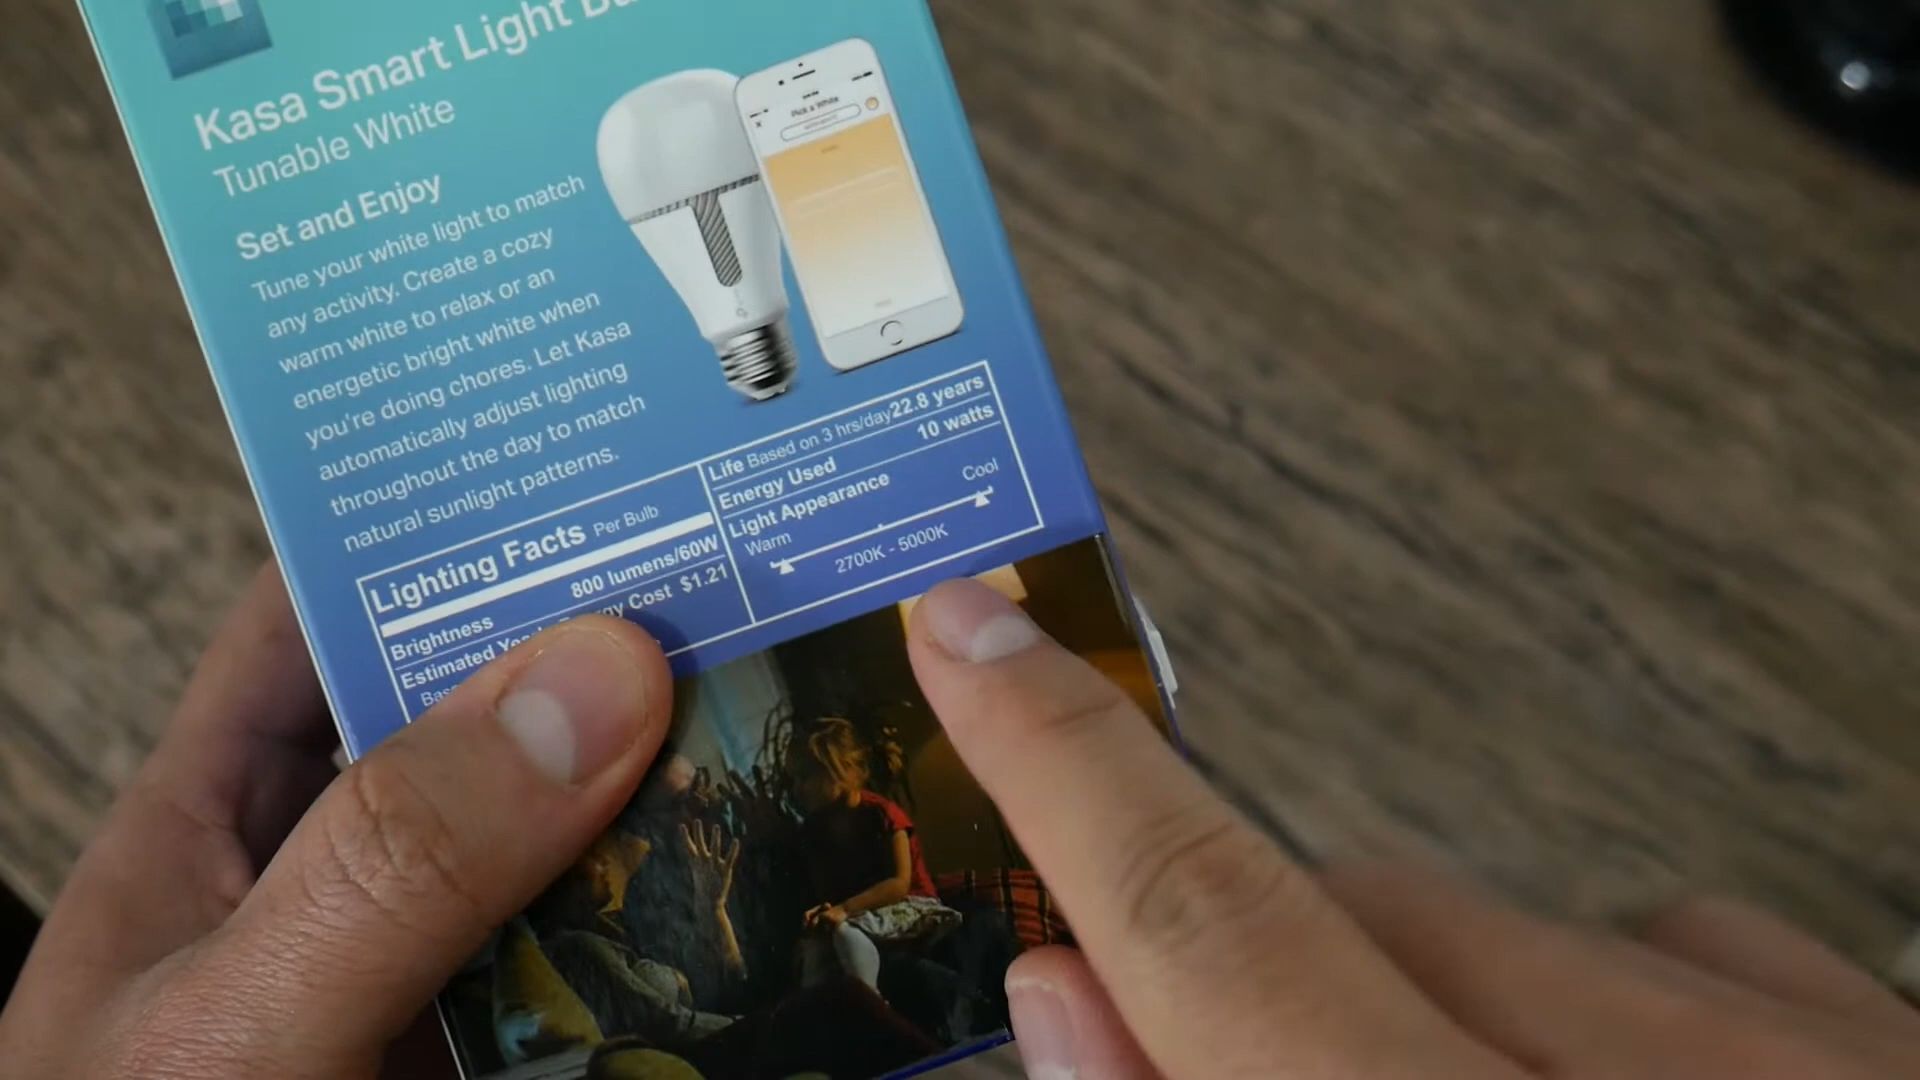 Kasa Smart Light
Tunable White
Set and Enjoy
Tune your white light to match
any activity. Create a cozy
warm white to relax or an
energetic bright white when
you're doing chores. Let Kasa
automatically adjust lighting
throughout the day to match
natural sunlight patterns.
Pick a White
Lighting Facts Per Bulb
Brightness 800 lumens/60W
Estimated Cost $1.21
Life Based on 3 hrs/day 22.8 years
Energy Used 10 watts
Light Appearance
Warm Cool
2700K - 5000K